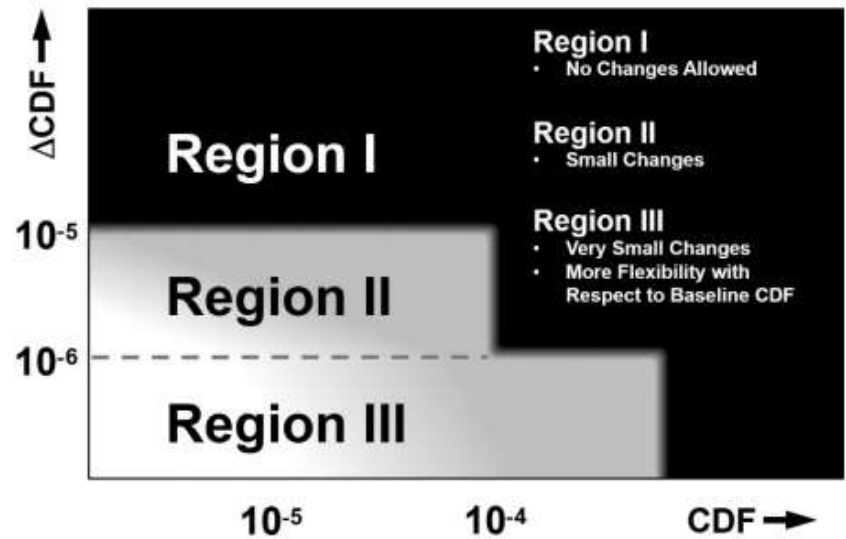 ΔCDF→
Region I
• No Changes Allowed
Region II
• Small Changes
Region III
• Very Small Changes
• More Flexibility with
Respect to Baseline CDF
Region I
10⁻⁵
Region II
10⁻⁶
Region III
10⁻⁵
10⁻⁴
CDF→